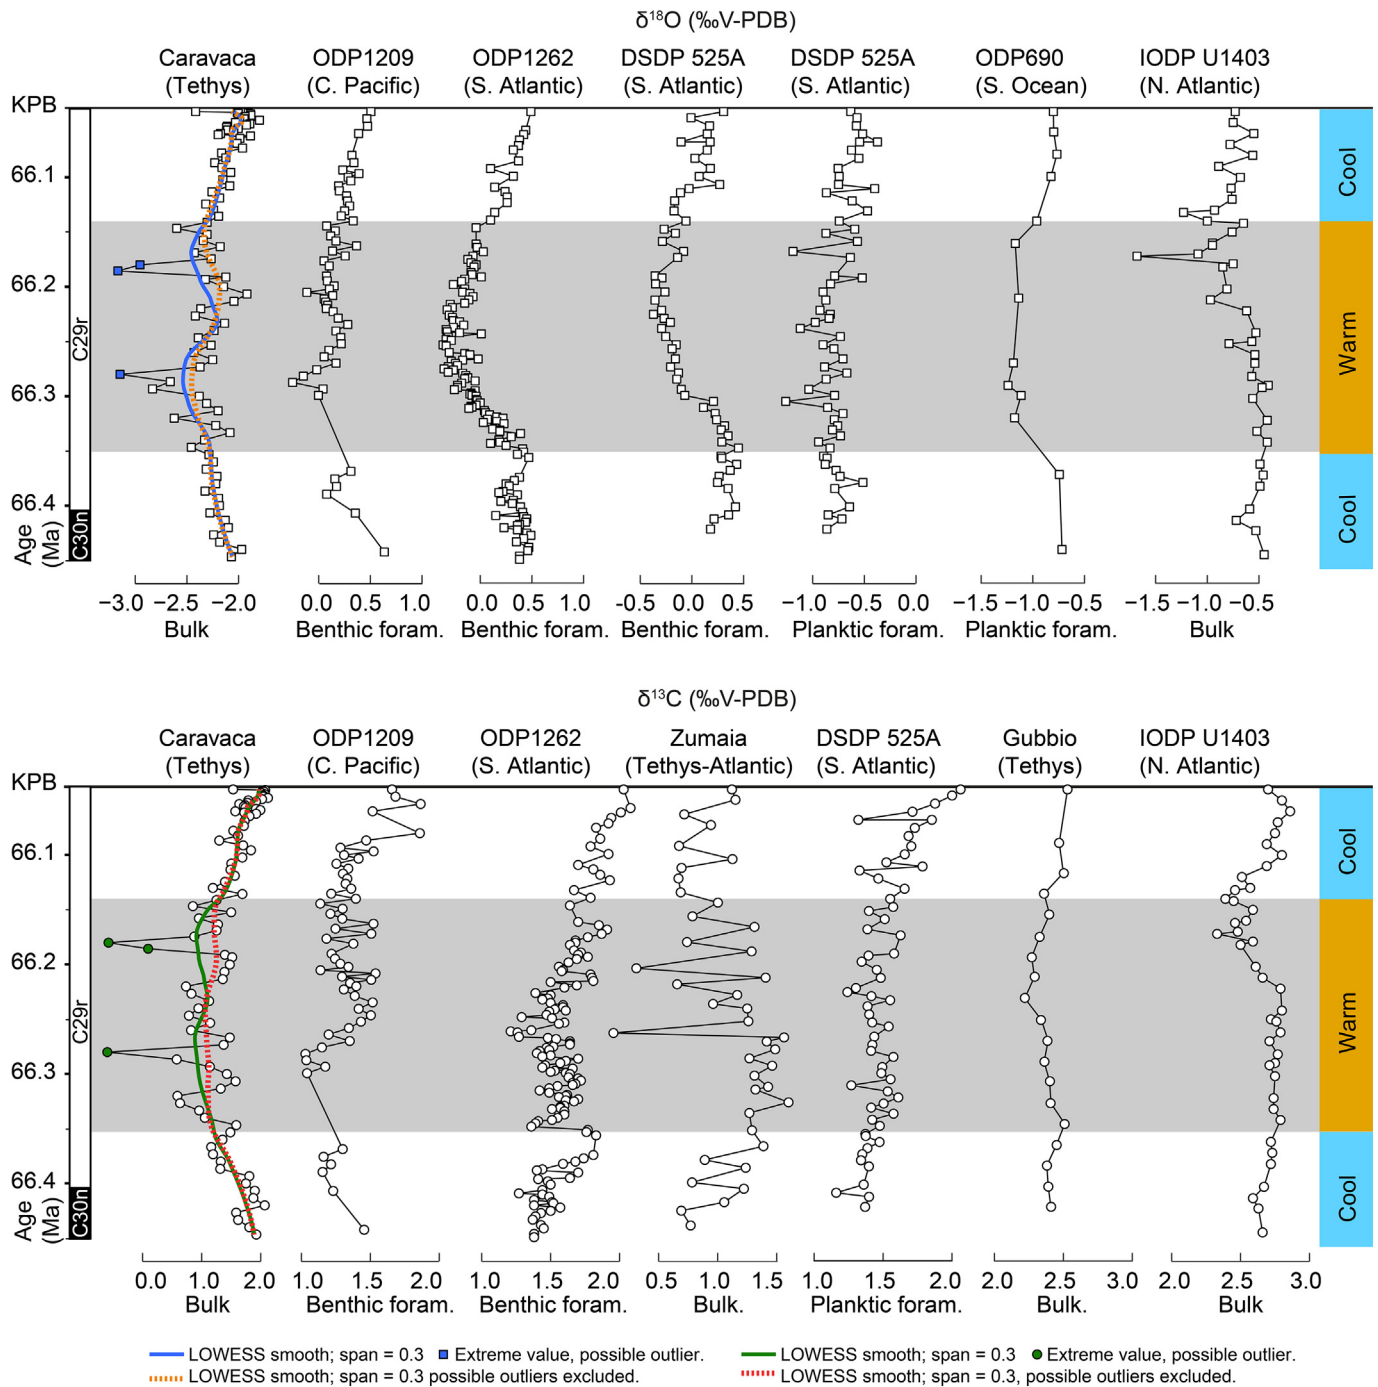 δ18O (‰V-PDB)
Caravaca ODP1209 ODP1262 DSDP 525A DSDP 525A ODP690 IODP U1403
(Tethys) (C. Pacific) (S. Atlantic) (S. Atlantic) (S. Atlantic) (S. Ocean) (N. Atlantic)
KPB
66.1
66.2
66.3
66.4
Age (Ma)
C29r
C30n
Cool
Warm
Cool
−3.0 −2.5 −2.0 0.0 0.5 1.0 0.0 0.5 1.0 -0.5 0.0 0.5 −1.0 −0.5 0.0 −1.5 −1.0 −0.5 −1.5 −1.0 −0.5
Bulk Benthic foram. Benthic foram. Benthic foram. Planktic foram. Planktic foram. Bulk
δ13C (‰V-PDB)
Caravaca ODP1209 ODP1262 Zumaia DSDP 525A Gubbio IODP U1403
(Tethys) (C. Pacific) (S. Atlantic) (Tethys-Atlantic) (S. Atlantic) (Tethys) (N. Atlantic)
KPB
66.1
66.2
66.3
66.4
Age (Ma)
C29r
C30n
Cool
Warm
Cool
0.0 1.0 2.0 1.0 1.5 2.0 1.0 1.5 2.0 0.5 1.0 1.5 1.0 1.5 2.0 2.0 2.5 3.0 2.0 2.5 3.0
Bulk Benthic foram. Benthic foram. Bulk. Planktic foram. Bulk. Bulk
LOWESS smooth; span = 0.3 Extreme value, possible outlier. LOWESS smooth; span = 0.3 Extreme value, possible outlier.
LOWESS smooth; span = 0.3 possible outliers excluded. LOWESS smooth; span = 0.3, possible outliers excluded.